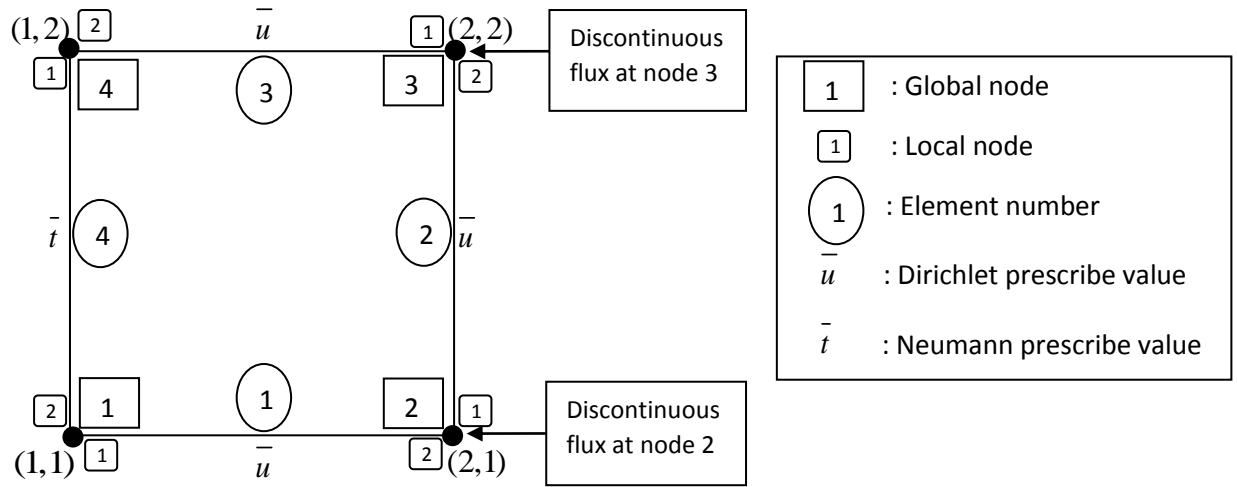 (1,2) 2 u̅ 1 (2,2)
Discontinuous
flux at node 3
1 4 3 3 2
1 : Global node
1 : Local node
1 : Element number
u̅ : Dirichlet prescribe value
t̄ : Neumann prescribe value
t̄ 4 2 u̅
2 1 1 2 1
Discontinuous
flux at node 2
(1,1) 1 u̅ 2 (2,1)